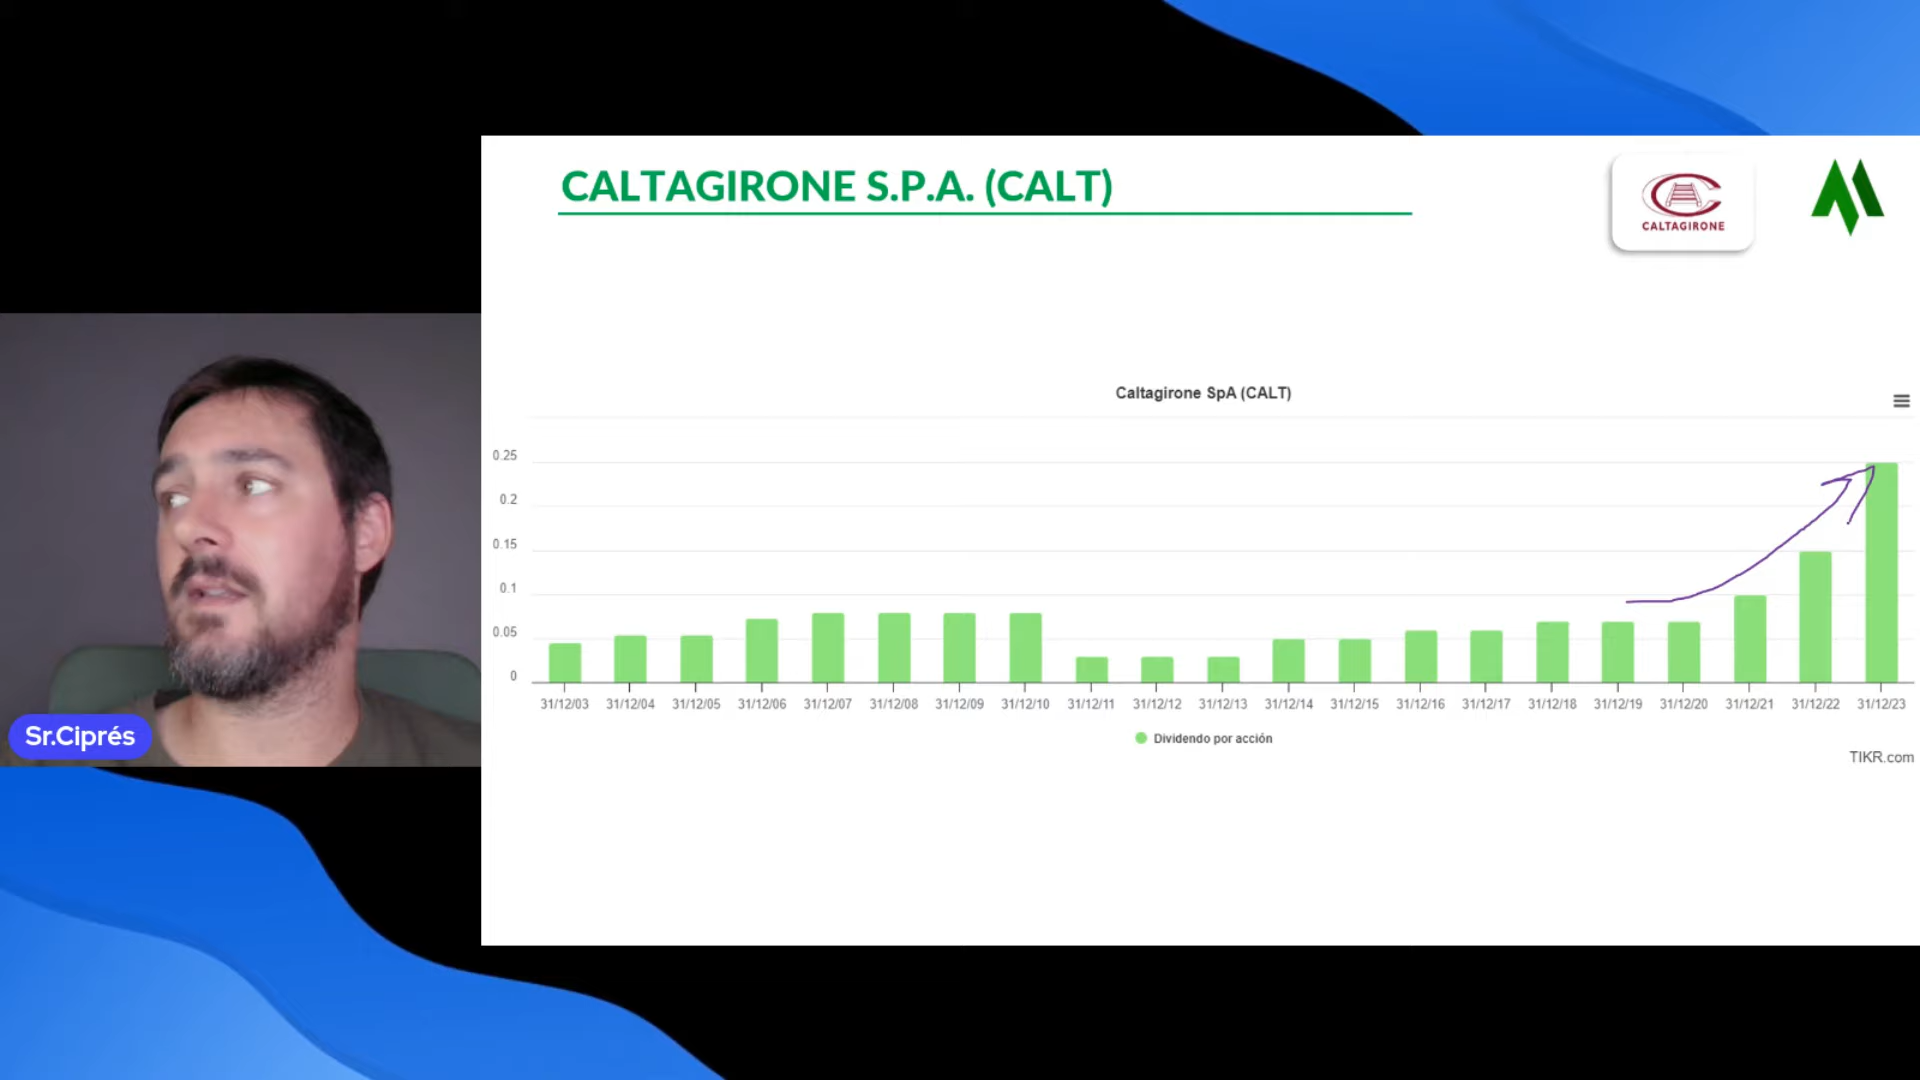 CALTAGIRONE S.P.A. (CALT)
CALTAGIRONE
Caltagirone SpA (CALT)
0.25
0.2
0.15
0.1
0.05
0
31/12/03 31/12/04 31/12/05 31/12/06 31/12/07 31/12/08 31/12/09 31/12/10 31/12/11 31/12/12 31/12/13 31/12/14 31/12/15 31/12/16 31/12/17 31/12/18 31/12/19 31/12/20 31/12/21 31/12/22 31/12/23
Dividendo por acción
TIKR.com
Sr.Ciprés